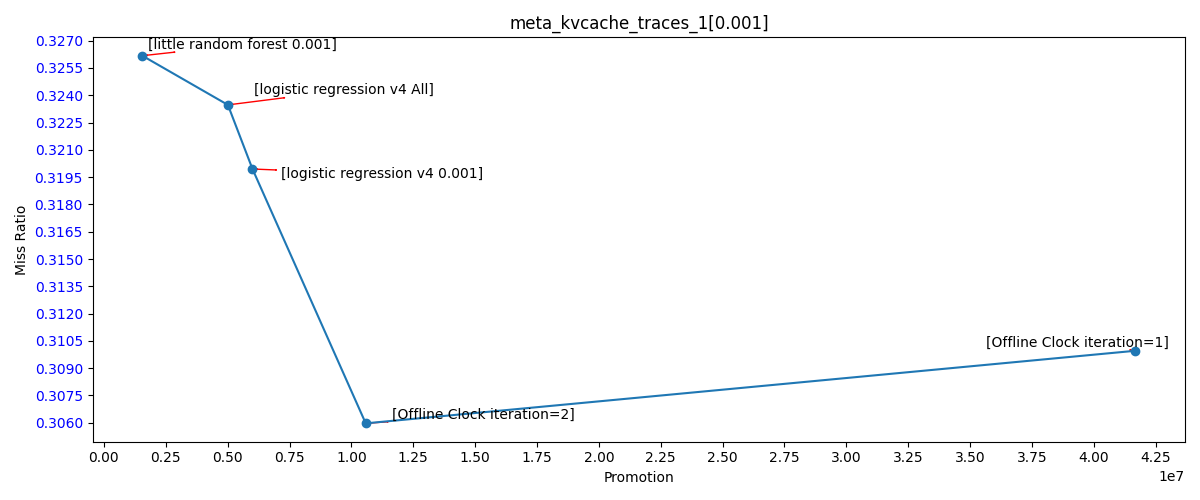 meta_kvcache_traces_1[0.001]
0.3270
0.3255
0.3240
0.3225
0.3210
0.3195
0.3180
0.3165
0.3150
0.3135
0.3120
0.3105
0.3090
0.3075
0.3060
Miss Ratio
[little random forest 0.001]
[logistic regression v4 All]
[logistic regression v4 0.001]
[Offline Clock iteration=1]
[Offline Clock iteration=2]
0.00 0.25 0.50 0.75 1.00 1.25 1.50 1.75 2.00 2.25 2.50 2.75 3.00 3.25 3.50 3.75 4.00 4.25
1e7
Promotion